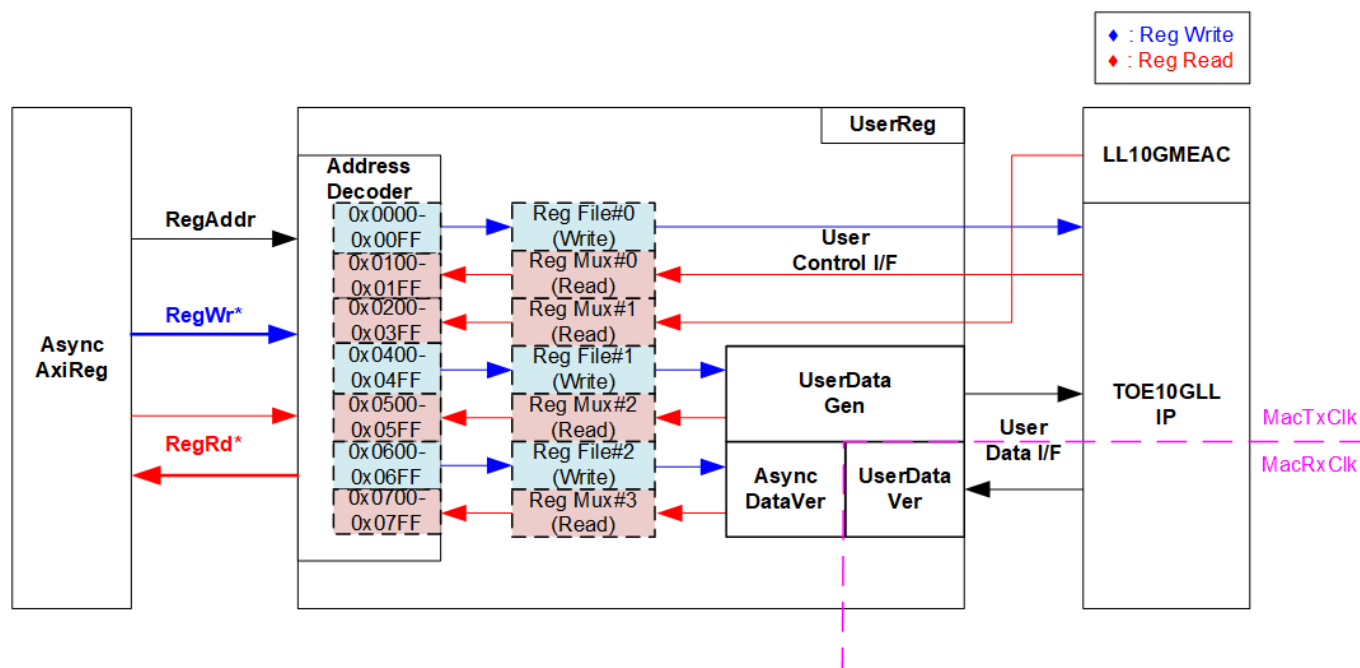 ♦ : Reg Write
♦ : Reg Read
UserReg
LL10GMEAC
Address
Decoder
RegAddr
0x0000-
0x00FF
Reg File#0
(Write)
User
Control I/F
0x0100-
0x01FF
Reg Mux#0
(Read)
RegWr*
0x0200-
0x03FF
Reg Mux#1
(Read)
Async
AxiReg
0x0400-
0x04FF
Reg File#1
(Write)
UserData
Gen
TOE10GLL
IP
0x0500-
0x05FF
Reg Mux#2
(Read)
MacTxClk
RegRd*
User
Data I/F
0x0600-
0x06FF
Reg File#2
(Write)
Async
DataVer
UserData
Ver
MacRxClk
0x0700-
0x07FF
Reg Mux#3
(Read)